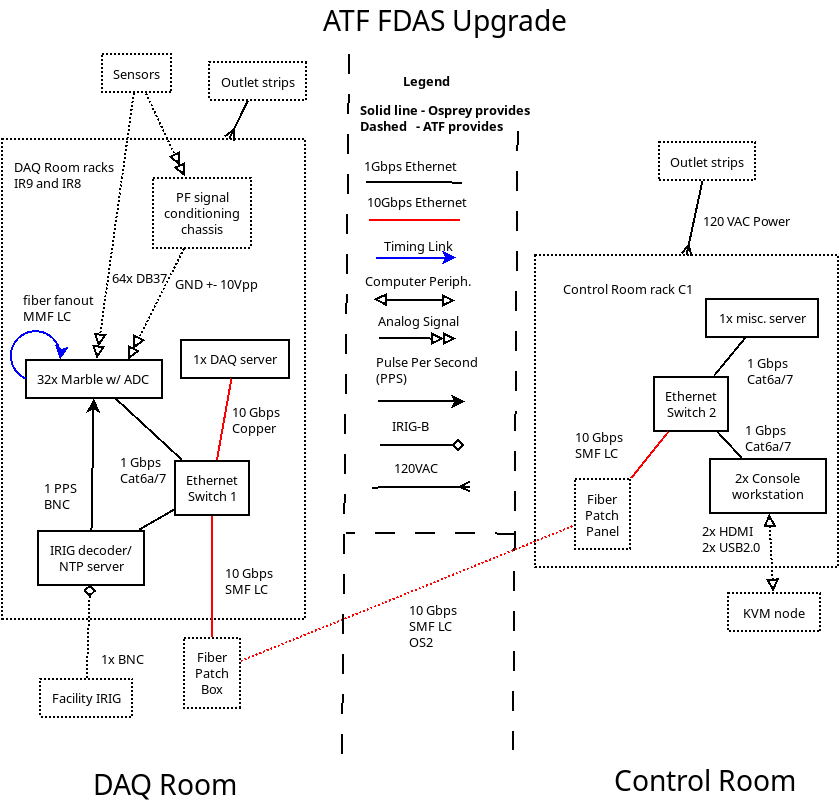 ATF FDAS Upgrade
Sensors
Outlet strips
DAQ Room racks
IR9 and IR8
PF signal
conditioning
chassis
64x DB37
GND +- 10Vpp
fiber fanout
MMF LC
32x Marble w/ ADC
1x DAQ server
10 Gbps
Copper
1 Gbps
Cat6a/7
Ethernet
Switch 1
1 PPS
BNC
IRIG decoder/
NTP server
10 Gbps
SMF LC
1x BNC
Facility IRIG
Fiber
Patch
Box
DAQ Room
Legend
Solid line - Osprey provides
Dashed - ATF provides
1Gbps Ethernet
10Gbps Ethernet
Timing Link
Computer Periph.
Analog Signal
Pulse Per Second
(PPS)
IRIG-B
120VAC
10 Gbps
SMF LC
OS2
Outlet strips
120 VAC Power
Control Room rack C1
1x misc. server
1 Gbps
Cat6a/7
Ethernet
Switch 2
10 Gbps
SMF LC
1 Gbps
Cat6a/7
2x Console
workstation
Fiber
Patch
Panel
2x HDMI
2x USB2.0
KVM node
Control Room